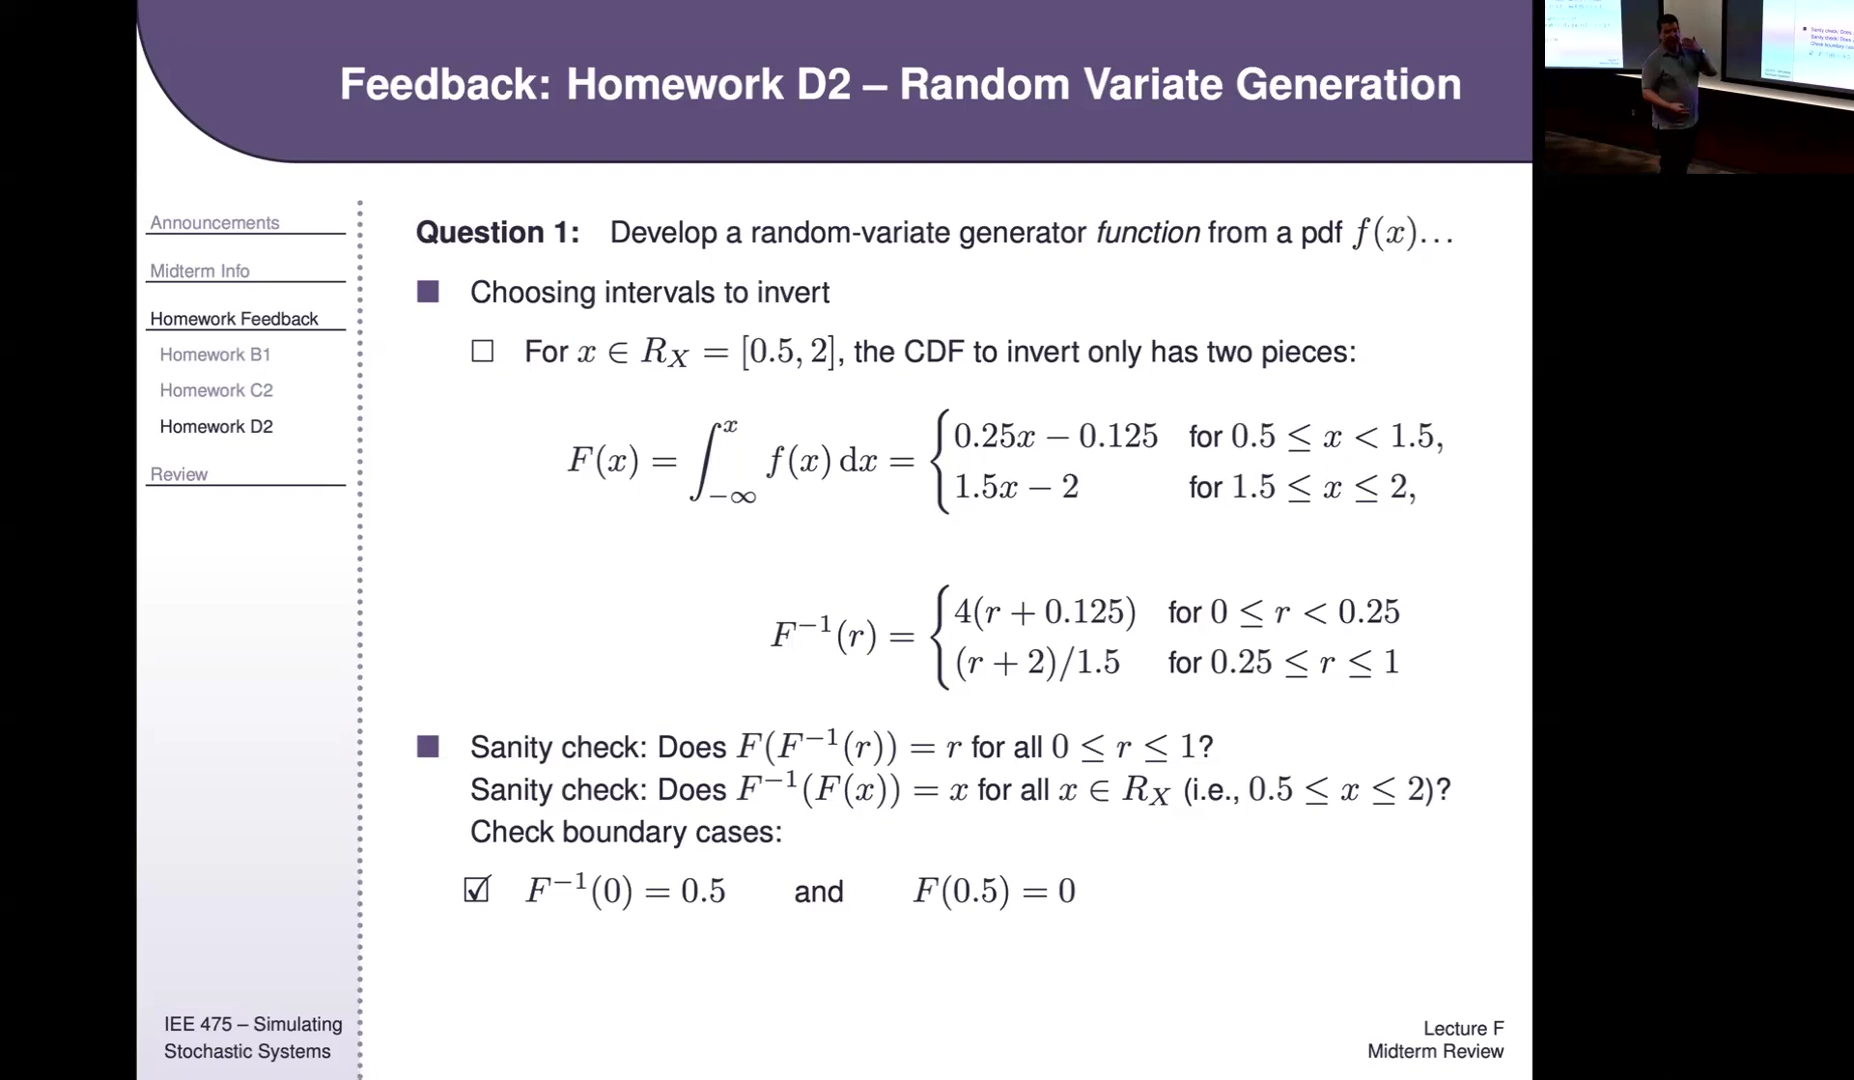 Feedback: Homework D2 – Random Variate Generation
Announcements
Midterm Info
Homework Feedback
Homework B1
Homework C2
Homework D2
Review
Question 1: Develop a random-variate generator function from a pdf f(x)...
■ Choosing intervals to invert
□ For x ∈ R_X = [0.5, 2], the CDF to invert only has two pieces:
F(x) = ∫_{−∞}^{x} f(x) dx = { 0.25x − 0.125 for 0.5 ≤ x < 1.5,
1.5x − 2 for 1.5 ≤ x ≤ 2,
F⁻¹(r) = { 4(r + 0.125) for 0 ≤ r < 0.25
(r + 2)/1.5 for 0.25 ≤ r ≤ 1
■ Sanity check: Does F(F⁻¹(r)) = r for all 0 ≤ r ≤ 1?
Sanity check: Does F⁻¹(F(x)) = x for all x ∈ R_X (i.e., 0.5 ≤ x ≤ 2)?
Check boundary cases:
☑ F⁻¹(0) = 0.5 and F(0.5) = 0
IEE 475 – Simulating
Stochastic Systems
Lecture F
Midterm Review